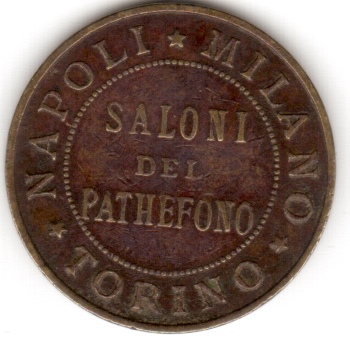 NAPOLI ★ MILANO ★ TORINO ★
SALONI
DEL
PATHEFONO